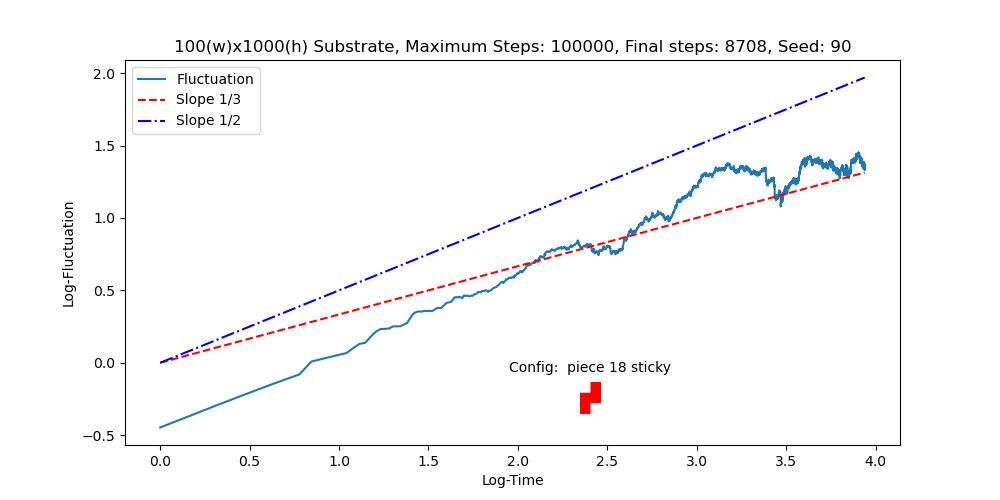 100(w)x1000(h) Substrate, Maximum Steps: 100000, Final steps: 8708, Seed: 90
Fluctuation
Slope 1/3
Slope 1/2
2.0
1.5
1.0
0.5
0.0
−0.5
Log-Fluctuation
Config:  piece 18 sticky
0.0 0.5 1.0 1.5 2.0 2.5 3.0 3.5 4.0
Log-Time